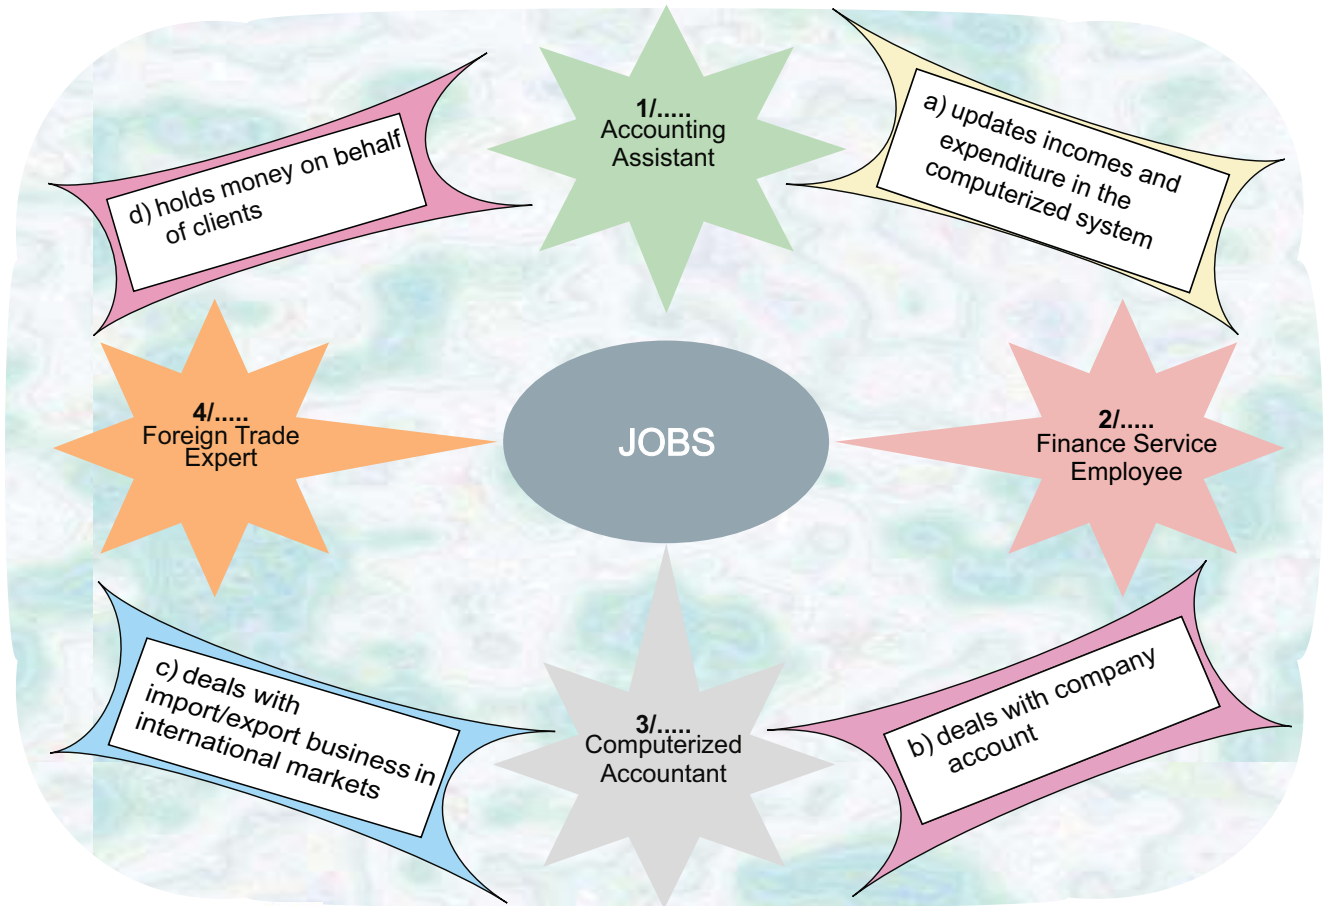 1/.....
Accounting
Assistant
a) updates incomes and
expenditure in the
computerized system
d) holds money on behalf
of clients
4/.....
Foreign Trade
Expert
JOBS
2/.....
Finance Service
Employee
c) deals with
import/export business in
international markets
3/.....
Computerized
Accountant
b) deals with company
account